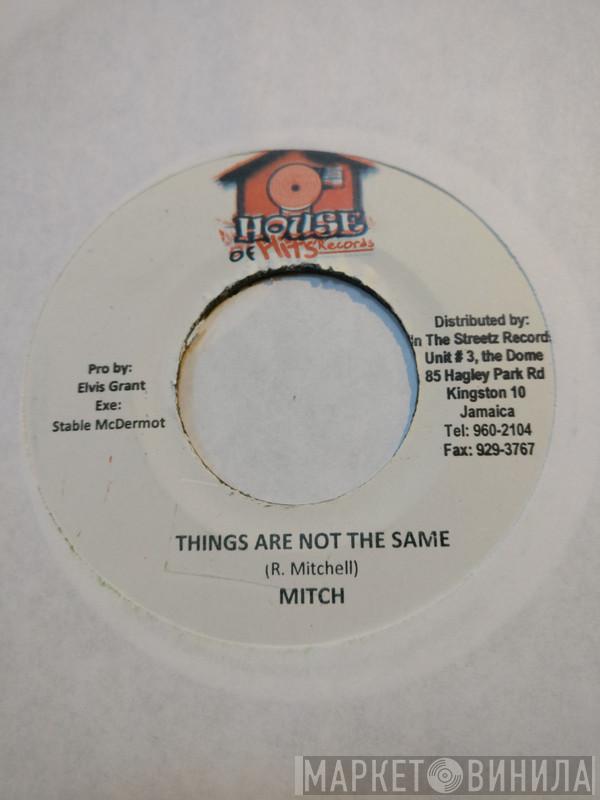 HOUSE
OF HITS Records
Pro by:
Elvis Grant
Exe:
Stable McDermot
Distributed by:
In The Streetz Records
Unit # 3, the Dome
85 Hagley Park Rd
Kingston 10
Jamaica
Tel: 960-2104
Fax: 929-3767
THINGS ARE NOT THE SAME
(R. Mitchell)
MITCH
МАРКЕТ ВИНИЛА